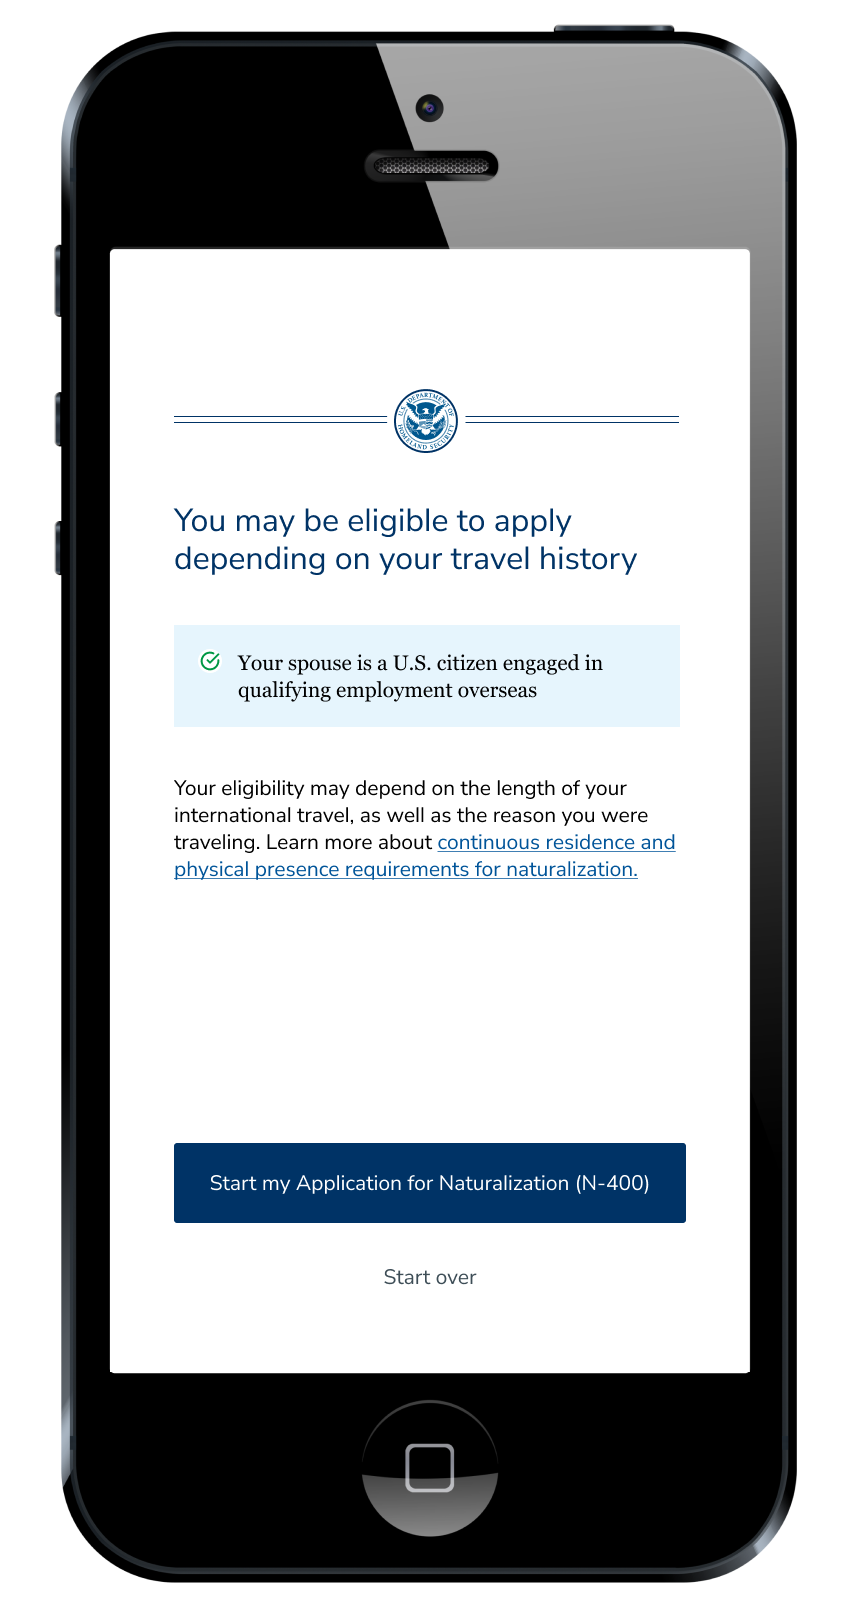 U.S. DEPARTMENT OF
HOMELAND SECURITY
You may be eligible to apply
depending on your travel history
Your spouse is a U.S. citizen engaged in
qualifying employment overseas
Your eligibility may depend on the length of your
international travel, as well as the reason you were
traveling. Learn more about continuous residence and
physical presence requirements for naturalization.
Start my Application for Naturalization (N-400)
Start over